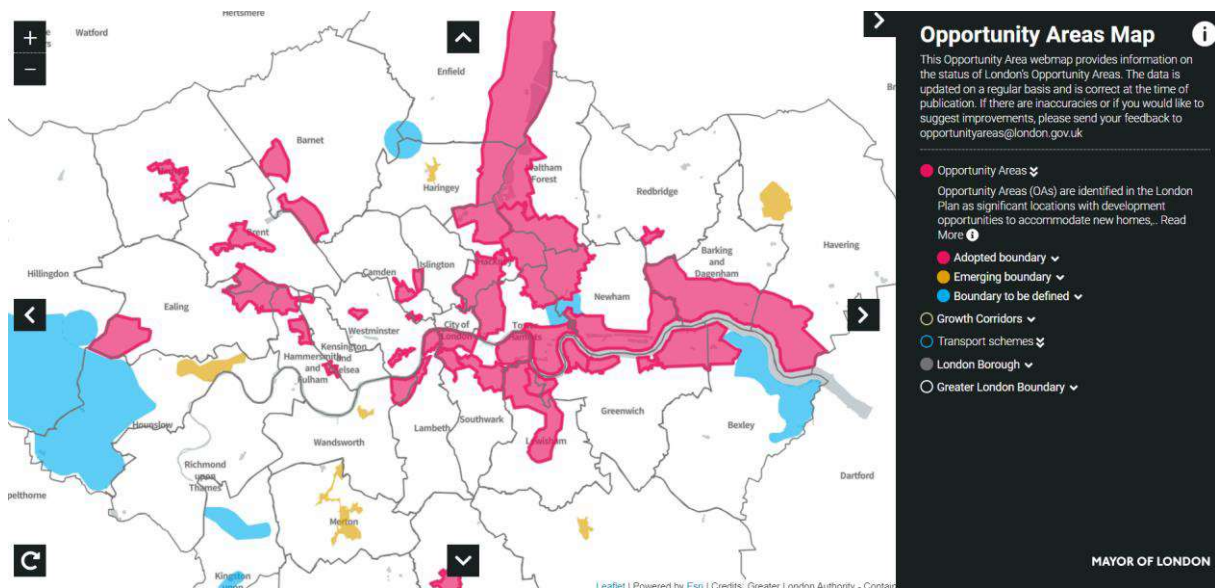 Hertsmere
Watford
Enfield
Barnet
Waltham
Forest
Haringey
Redbridge
Havering
Brent
Barking
and
Dagenham
Hillingdon
Islington
Hackney
Camden
Newham
Ealing
Westminster
City of
London
Tower
Hamlets
Kensington
and
Chelsea
Hammersmith
and
Fulham
Hounslow
Greenwich
Southwark
Bexley
Wandsworth
Lambeth
Lewisham
Richmond
upon
Thames
Dartford
pelthorne
Merton
Kingston
upon
Leaflet | Powered by Esri | Credits: Greater London Authority - Contain
Opportunity Areas Map
This Opportunity Area webmap provides information on
the status of London's Opportunity Areas. The data is
updated on a regular basis and is correct at the time of
publication. If there are inaccuracies or if you would like to
suggest improvements, please send your feedback to
opportunityareas@london.gov.uk
Opportunity Areas
Opportunity Areas (OAs) are identified in the London
Plan as significant locations with development
opportunities to accommodate new homes,.. Read
More
Adopted boundary
Emerging boundary
Boundary to be defined
Growth Corridors
Transport schemes
London Borough
Greater London Boundary
MAYOR OF LONDON